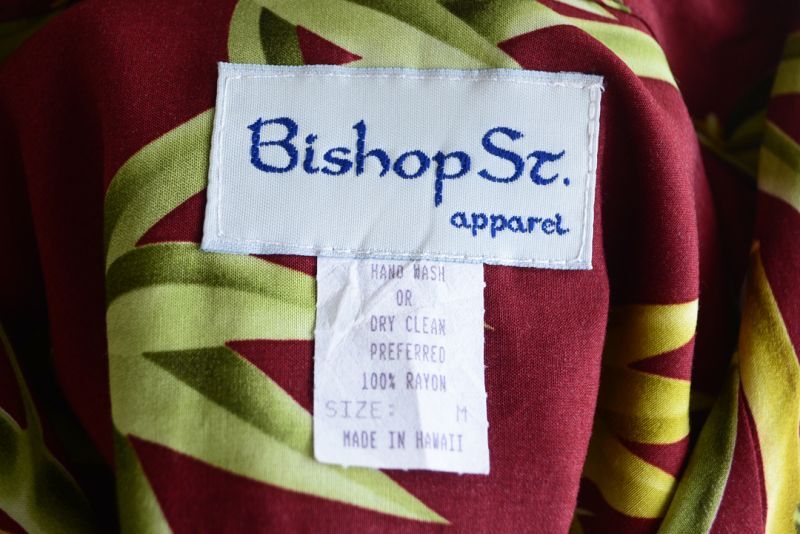 Bishop St.
apparel
HAND WASH
OR
DRY CLEAN
PREFERRED
100% RAYON
SIZE: M
MADE IN HAWAII